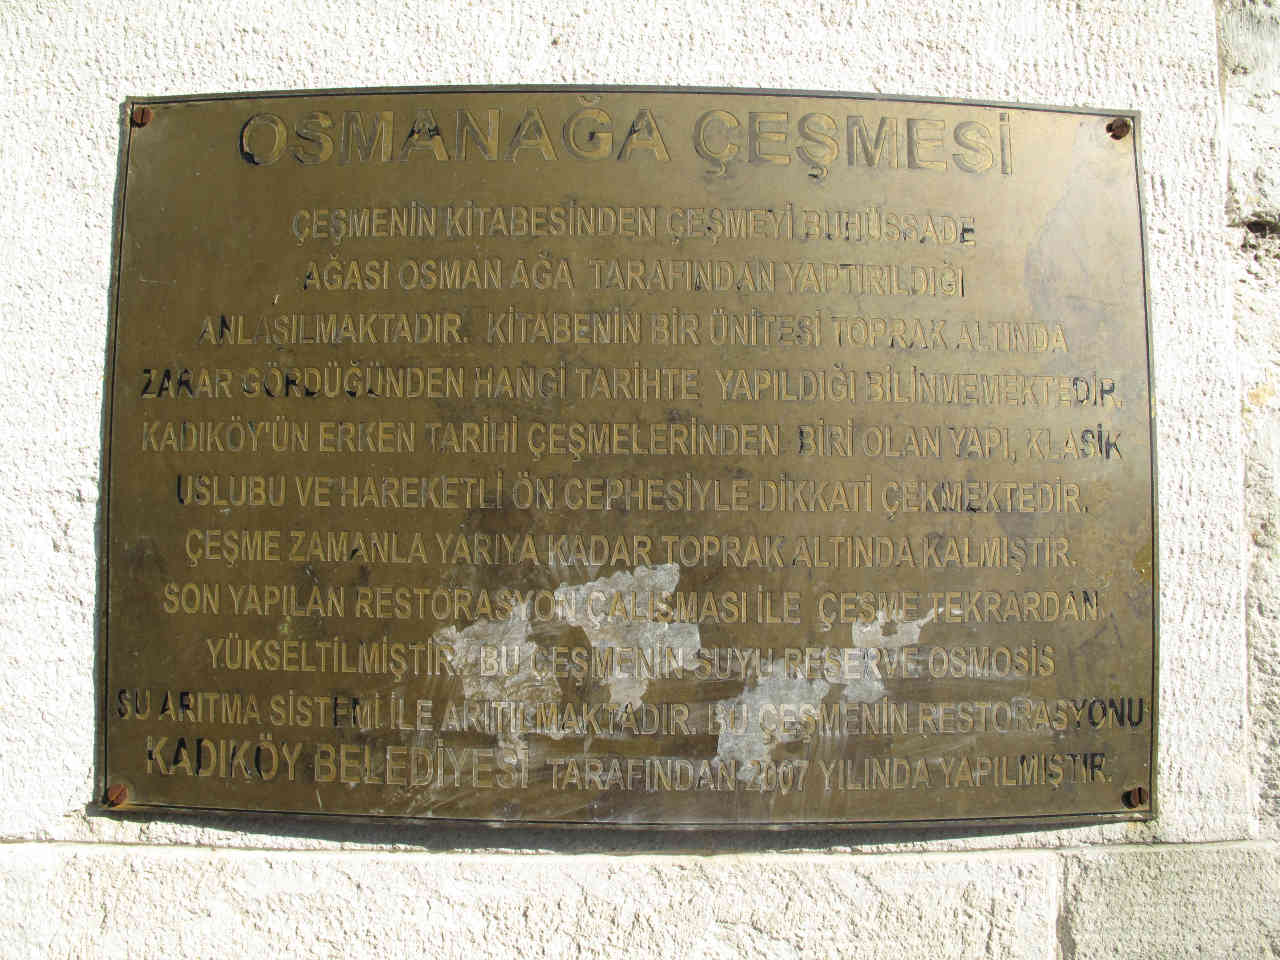 OSMANAĞA ÇEŞMESİ
ÇEŞMENİN KİTABESİNDEN ÇEŞMEYİ BUHÜSSADE
AĞASI OSMAN AĞA TARAFINDAN YAPTIRILDIĞI
ANLAŞILMAKTADIR. KİTABENİN BİR ÜNİTESİ TOPRAK ALTINDA
ZARAR GÖRDÜĞÜNDEN HANGİ TARİHTE YAPILDIĞI BİLİNMEMEKTEDİR.
KADIKÖY'ÜN ERKEN TARİHİ ÇEŞMELERİNDEN BİRİ OLAN YAPI, KLASİK
USLUBU VE HAREKETLİ ÖN CEPHESİYLE DİKKATİ ÇEKMEKTEDİR.
ÇEŞME ZAMANLA YARIYA KADAR TOPRAK ALTINDA KALMIŞTIR.
SON YAPILAN RESTORASYON ÇALIŞMASI İLE ÇEŞME TEKRARDAN
YÜKSELTİLMİŞTİR. BU ÇEŞMENİN SUYU RESERVE OSMOSİS
SU ARITMA SİSTEMİ İLE ARITILMAKTADIR. BU ÇEŞMENİN RESTORASYONU
KADIKÖY BELEDİYESİ TARAFINDAN 2007 YILINDA YAPILMIŞTIR.